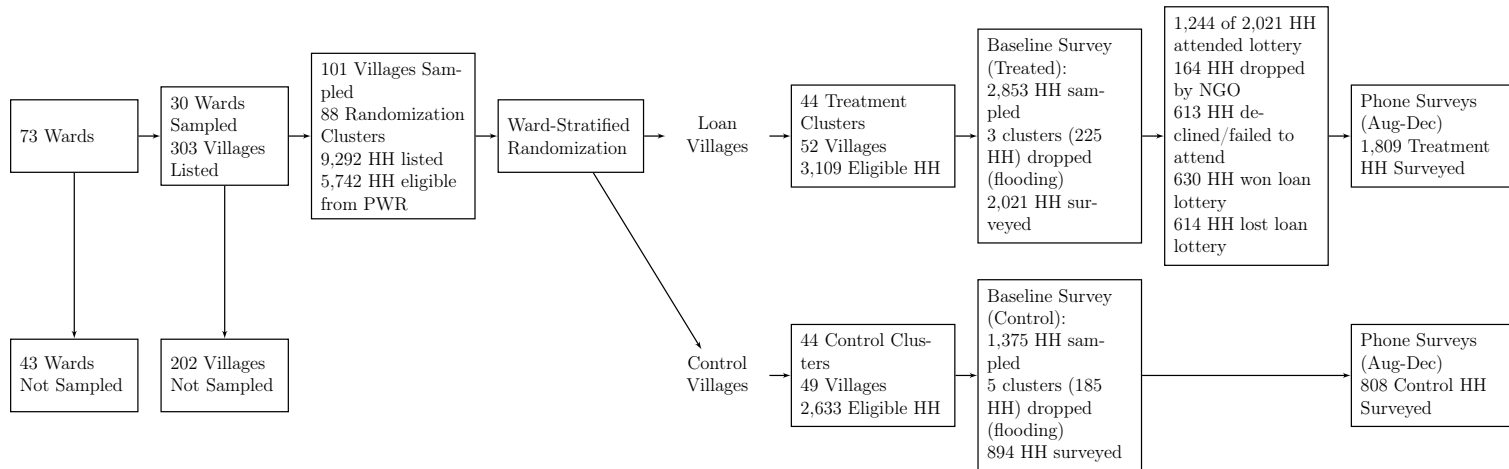 73 Wards
30 Wards
Sampled
303 Villages
Listed
101 Villages Sam-
pled
88 Randomization
Clusters
9,292 HH listed
5,742 HH eligible
from PWR
Ward-Stratified
Randomization
Loan
Villages
44 Treatment
Clusters
52 Villages
3,109 Eligible HH
Baseline Survey
(Treated):
2,853 HH sam-
pled
3 clusters (225
HH) dropped
(flooding)
2,021 HH sur-
veyed
1,244 of 2,021 HH
attended lottery
164 HH dropped
by NGO
613 HH de-
clined/failed to
attend
630 HH won loan
lottery
614 HH lost loan
lottery
Phone Surveys
(Aug-Dec)
1,809 Treatment
HH Surveyed
43 Wards
Not Sampled
202 Villages
Not Sampled
Control
Villages
44 Control Clus-
ters
49 Villages
2,633 Eligible HH
Baseline Survey
(Control):
1,375 HH sam-
pled
5 clusters (185
HH) dropped
(flooding)
894 HH surveyed
Phone Surveys
(Aug-Dec)
808 Control HH
Surveyed